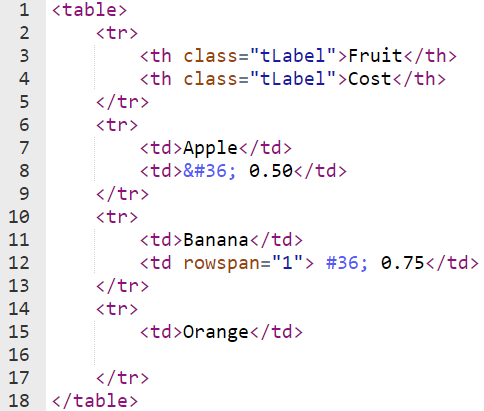 1 <table>
2     <tr>
3         <th class="tLabel">Fruit</th>
4         <th class="tLabel">Cost</th>
5     </tr>
6     <tr>
7         <td>Apple</td>
8         <td>&#36; 0.50</td>
9     </tr>
10     <tr>
11         <td>Banana</td>
12         <td rowspan="1"> #36; 0.75</td>
13     </tr>
14     <tr>
15         <td>Orange</td>
16
17     </tr>
18 </table>